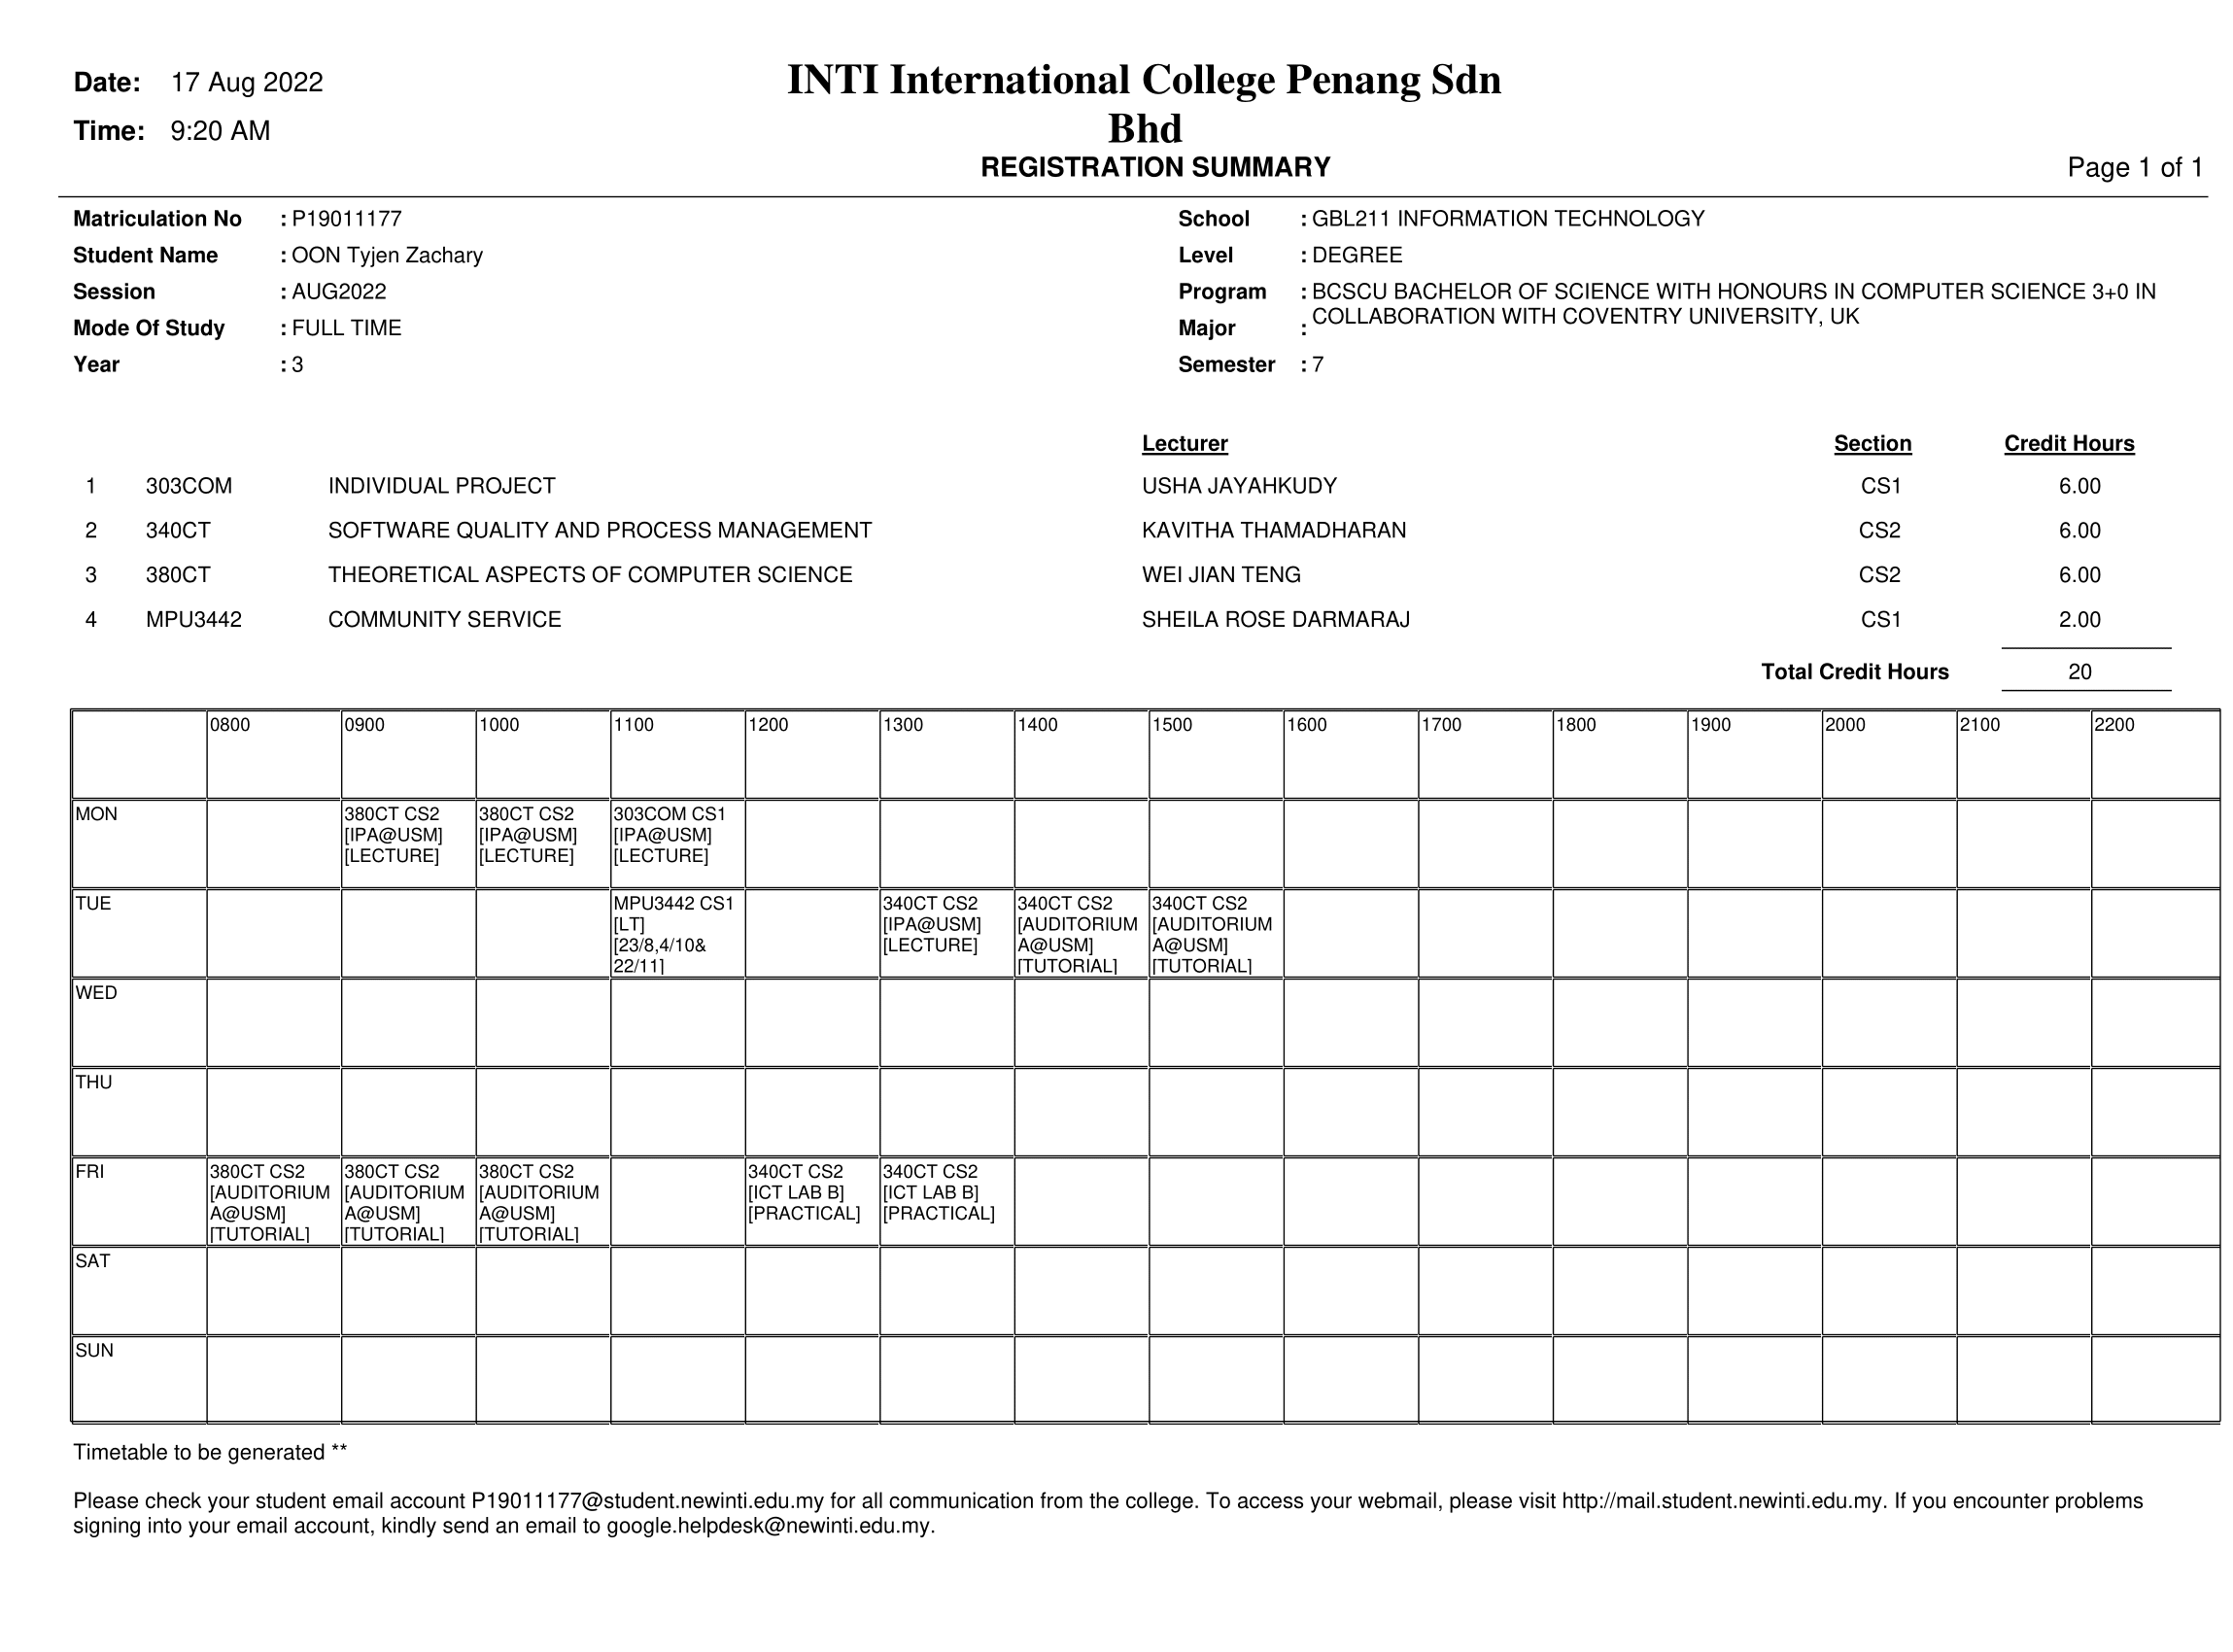 Date: 17 Aug 2022
INTI International College Penang Sdn
Time: 9:20 AM
Bhd
REGISTRATION SUMMARY
Page 1 of 1
Matriculation No : P19011177
School : GBL211 INFORMATION TECHNOLOGY
Student Name : OON Tyjen Zachary
Level : DEGREE
Session : AUG2022
Program : BCSCU BACHELOR OF SCIENCE WITH HONOURS IN COMPUTER SCIENCE 3+0 IN
COLLABORATION WITH COVENTRY UNIVERSITY, UK
Mode Of Study : FULL TIME
Major :
Year : 3
Semester : 7
Lecturer Section Credit Hours
1 303COM INDIVIDUAL PROJECT USHA JAYAHKUDY CS1 6.00
2 340CT SOFTWARE QUALITY AND PROCESS MANAGEMENT KAVITHA THAMADHARAN CS2 6.00
3 380CT THEORETICAL ASPECTS OF COMPUTER SCIENCE WEI JIAN TENG CS2 6.00
4 MPU3442 COMMUNITY SERVICE SHEILA ROSE DARMARAJ CS1 2.00
Total Credit Hours 20
0800 0900 1000 1100 1200 1300 1400 1500 1600 1700 1800 1900 2000 2100 2200
MON
380CT CS2
[IPA@USM]
[LECTURE]
380CT CS2
[IPA@USM]
[LECTURE]
303COM CS1
[IPA@USM]
[LECTURE]
TUE
MPU3442 CS1
[LT]
[23/8,4/10&
22/11]
340CT CS2
[IPA@USM]
[LECTURE]
340CT CS2
[AUDITORIUM
A@USM]
[TUTORIAL]
340CT CS2
[AUDITORIUM
A@USM]
[TUTORIAL]
WED
THU
FRI
380CT CS2
[AUDITORIUM
A@USM]
[TUTORIAL]
380CT CS2
[AUDITORIUM
A@USM]
[TUTORIAL]
380CT CS2
[AUDITORIUM
A@USM]
[TUTORIAL]
340CT CS2
[ICT LAB B]
[PRACTICAL]
340CT CS2
[ICT LAB B]
[PRACTICAL]
SAT
SUN
Timetable to be generated **
Please check your student email account P19011177@student.newinti.edu.my for all communication from the college. To access your webmail, please visit http://mail.student.newinti.edu.my. If you encounter problems
signing into your email account, kindly send an email to google.helpdesk@newinti.edu.my.